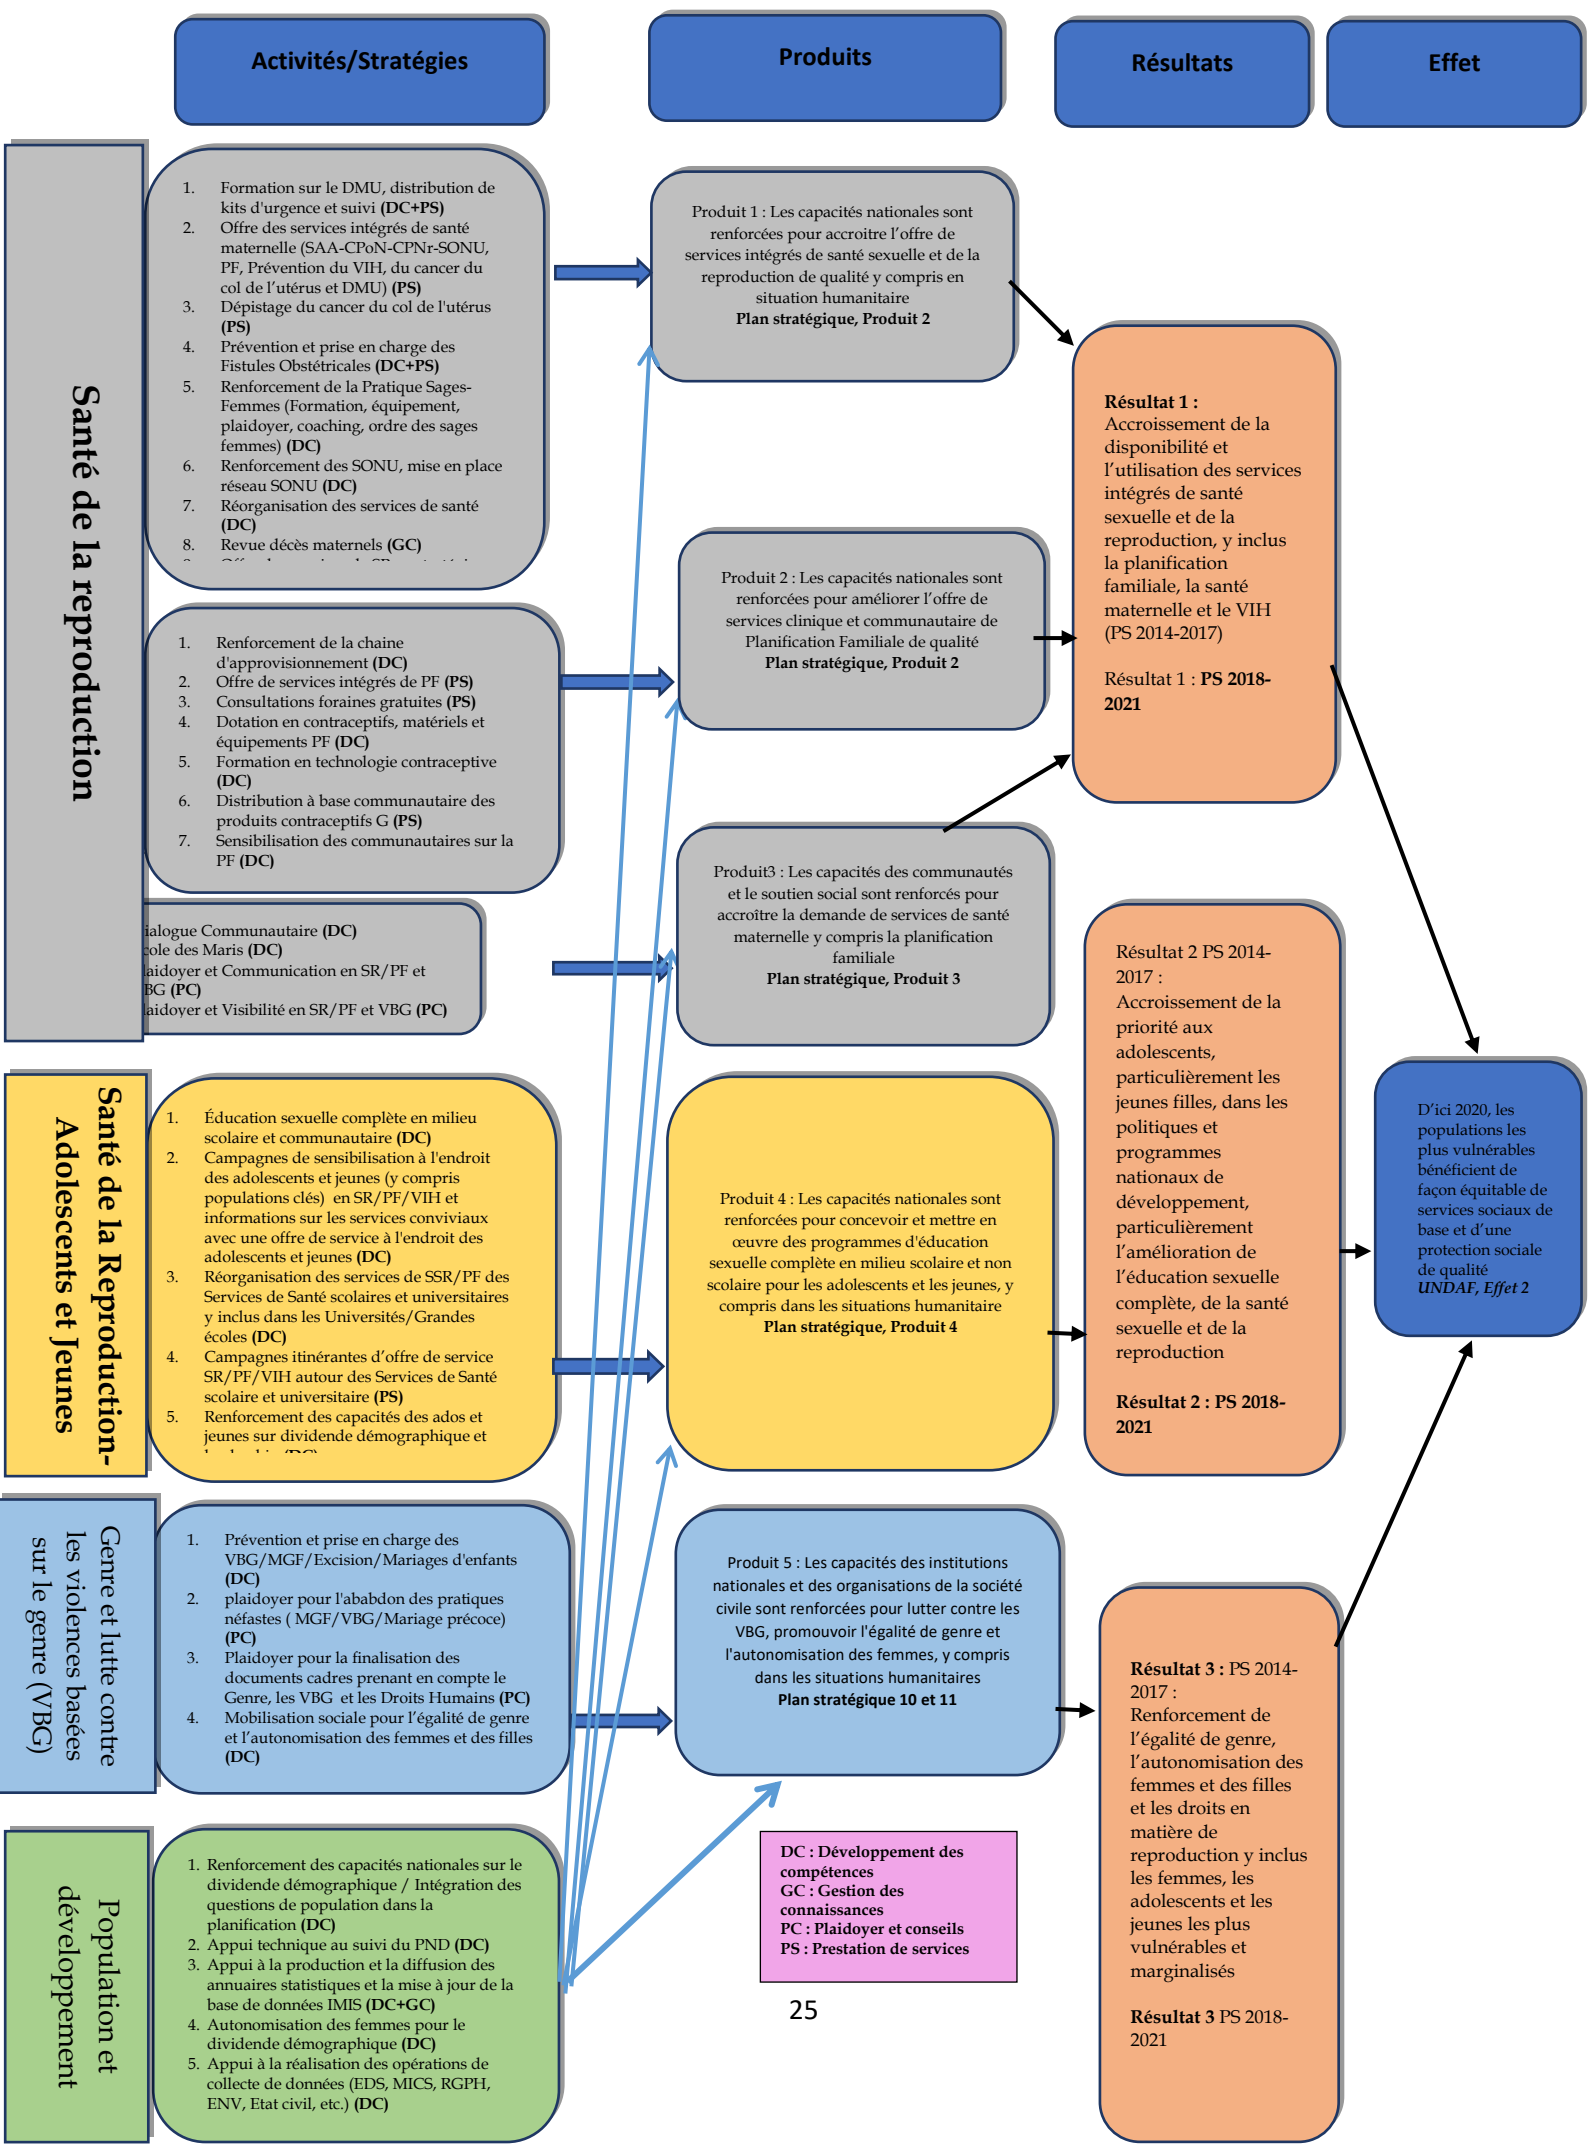 Activités/Stratégies
Produits
Résultats
Effet
Santé de la reproduction
1. Formation sur le DMU, distribution de
kits d'urgence et suivi (DC+PS)
2. Offre des services intégrés de santé
maternelle (SAA-CPoN-CPNr-SONU,
PF, Prévention du VIH, du cancer du
col de l’utérus et DMU) (PS)
3. Dépistage du cancer du col de l'utérus
(PS)
4. Prévention et prise en charge des
Fistules Obstétricales (DC+PS)
5. Renforcement de la Pratique Sages-
Femmes (Formation, équipement,
plaidoyer, coaching, ordre des sages
femmes) (DC)
6. Renforcement des SONU, mise en place
réseau SONU (DC)
7. Réorganisation des services de santé
(DC)
8. Revue décès maternels (GC)
1. Renforcement de la chaine
d'approvisionnement (DC)
2. Offre de services intégrés de PF (PS)
3. Consultations foraines gratuites (PS)
4. Dotation en contraceptifs, matériels et
équipements PF (DC)
5. Formation en technologie contraceptive
(DC)
6. Distribution à base communautaire des
produits contraceptifs G (PS)
7. Sensibilisation des communautaires sur la
PF (DC)
ialogue Communautaire (DC)
cole des Maris (DC)
laidoyer et Communication en SR/PF et
BG (PC)
laidoyer et Visibilité en SR/PF et VBG (PC)
Produit 1 : Les capacités nationales sont
renforcées pour accroitre l’offre de
services intégrés de santé sexuelle et de la
reproduction de qualité y compris en
situation humanitaire
Plan stratégique, Produit 2
Produit 2 : Les capacités nationales sont
renforcées pour améliorer l’offre de
services clinique et communautaire de
Planification Familiale de qualité
Plan stratégique, Produit 2
Produit3 : Les capacités des communautés
et le soutien social sont renforcés pour
accroître la demande de services de santé
maternelle y compris la planification
familiale
Plan stratégique, Produit 3
Résultat 1 :
Accroissement de la
disponibilité et
l’utilisation des services
intégrés de santé
sexuelle et de la
reproduction, y inclus
la planification
familiale, la santé
maternelle et le VIH
(PS 2014-2017)
Résultat 1 : PS 2018-
2021
Santé de la Reproduction-
Adolescents et Jeunes
1. Éducation sexuelle complète en milieu
scolaire et communautaire (DC)
2. Campagnes de sensibilisation à l'endroit
des adolescents et jeunes (y compris
populations clés) en SR/PF/VIH et
informations sur les services conviviaux
avec une offre de service à l'endroit des
adolescents et jeunes (DC)
3. Réorganisation des services de SSR/PF des
Services de Santé scolaires et universitaires
y inclus dans les Universités/Grandes
écoles (DC)
4. Campagnes itinérantes d’offre de service
SR/PF/VIH autour des Services de Santé
scolaire et universitaire (PS)
5. Renforcement des capacités des ados et
jeunes sur dividende démographique et
Produit 4 : Les capacités nationales sont
renforcées pour concevoir et mettre en
œuvre des programmes d'éducation
sexuelle complète en milieu scolaire et non
scolaire pour les adolescents et les jeunes, y
compris dans les situations humanitaire
Plan stratégique, Produit 4
Résultat 2 PS 2014-
2017 :
Accroissement de la
priorité aux
adolescents,
particulièrement les
jeunes filles, dans les
politiques et
programmes
nationaux de
développement,
particulièrement
l’amélioration de
l’éducation sexuelle
complète, de la santé
sexuelle et de la
reproduction
Résultat 2 : PS 2018-
2021
D’ici 2020, les
populations les
plus vulnérables
bénéficient de
façon équitable de
services sociaux de
base et d’une
protection sociale
de qualité
UNDAF, Effet 2
Genre et lutte contre
les violences basées
sur le genre (VBG)
1. Prévention et prise en charge des
VBG/MGF/Excision/Mariages d'enfants
(DC)
2. plaidoyer pour l'ababdon des pratiques
néfastes ( MGF/VBG/Mariage précoce)
(PC)
3. Plaidoyer pour la finalisation des
documents cadres prenant en compte le
Genre, les VBG et les Droits Humains (PC)
4. Mobilisation sociale pour l’égalité de genre
et l’autonomisation des femmes et des filles
(DC)
Produit 5 : Les capacités des institutions
nationales et des organisations de la société
civile sont renforcées pour lutter contre les
VBG, promouvoir l'égalité de genre et
l'autonomisation des femmes, y compris
dans les situations humanitaires
Plan stratégique 10 et 11
Résultat 3 : PS 2014-
2017 :
Renforcement de
l’égalité de genre,
l’autonomisation des
femmes et des filles
et les droits en
matière de
reproduction y inclus
les femmes, les
adolescents et les
jeunes les plus
vulnérables et
marginalisés
Résultat 3 PS 2018-
2021
Population et
développement
1. Renforcement des capacités nationales sur le
dividende démographique / Intégration des
questions de population dans la
planification (DC)
2. Appui technique au suivi du PND (DC)
3. Appui à la production et la diffusion des
annuaires statistiques et la mise à jour de la
base de données IMIS (DC+GC)
4. Autonomisation des femmes pour le
dividende démographique (DC)
5. Appui à la réalisation des opérations de
collecte de données (EDS, MICS, RGPH,
ENV, Etat civil, etc.) (DC)
DC : Développement des
compétences
GC : Gestion des
connaissances
PC : Plaidoyer et conseils
PS : Prestation de services
25